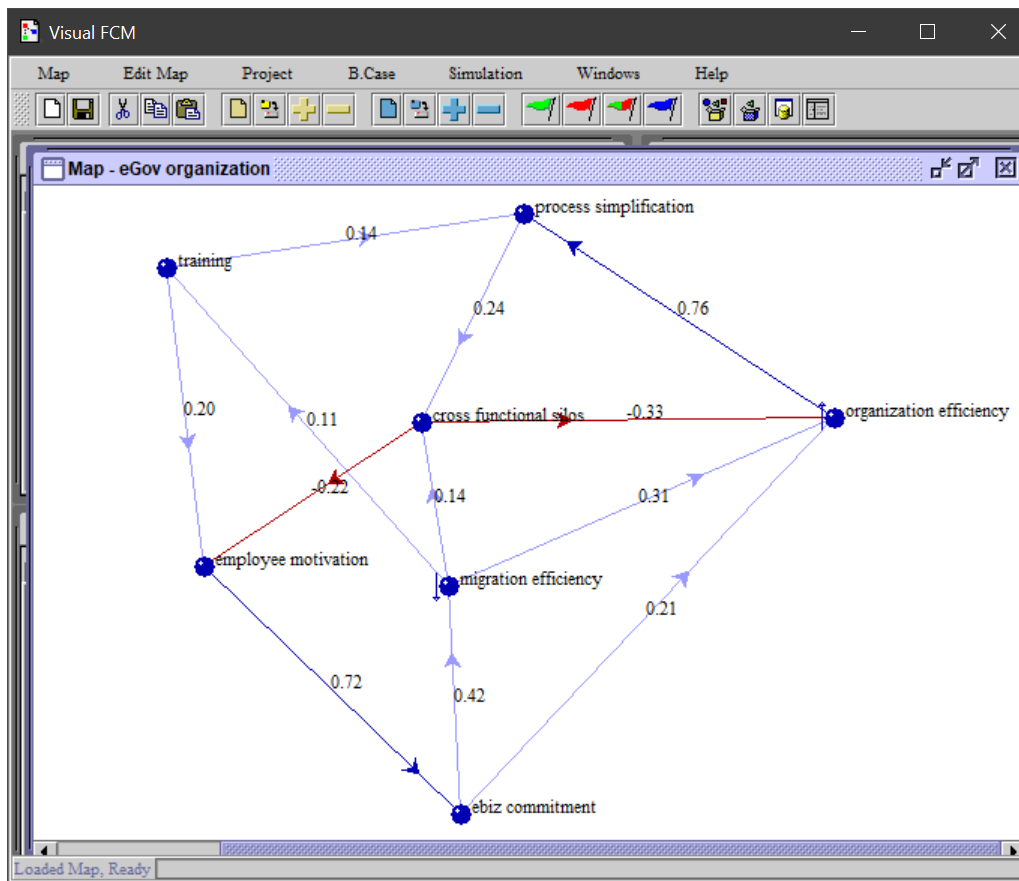 Visual FCM
Map Edit Map Project B.Case Simulation Windows Help
Map - eGov organization
process simplification
0.14
training
0.24
0.76
0.20
0.11
cross functional silos
-0.33
organization efficiency
-0.22
0.14
0.31
employee motivation
migration efficiency
0.21
0.72
0.42
ebiz commitment
Loaded Map, Ready